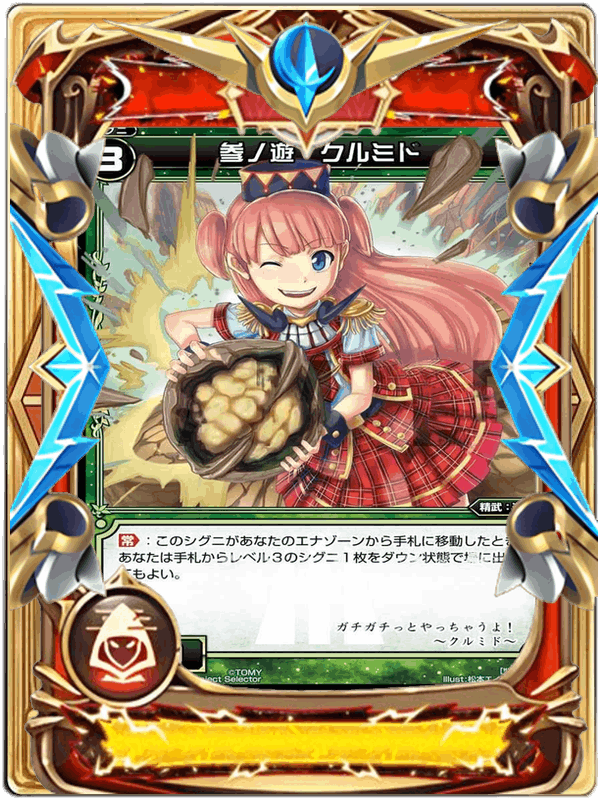 3
参ノ遊 クルミド
精武：
常：このシグニがあなたのエナゾーンから手札に移動したとき
あなたは手札からレベル３のシグニ１枚をダウン状態で場に出
てもよい。
ガチガチっとやっちゃうよ！
～クルミド～
©TOMY
ject Selector
Illust:松本エ